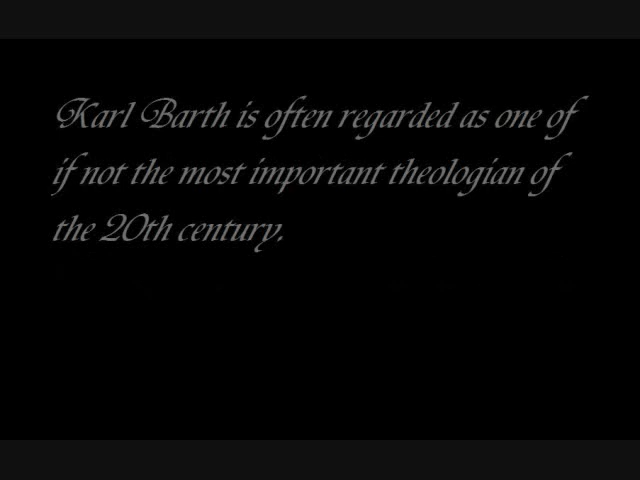 Karl Barth is often regarded as one of
if not the most important theologian of
the 20th century.